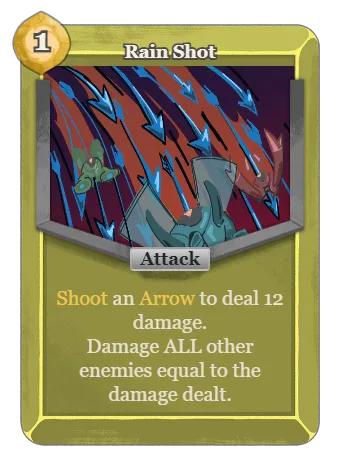 1
Rain Shot
Attack
Shoot an Arrow to deal 12
damage.
Damage ALL other
enemies equal to the
damage dealt.